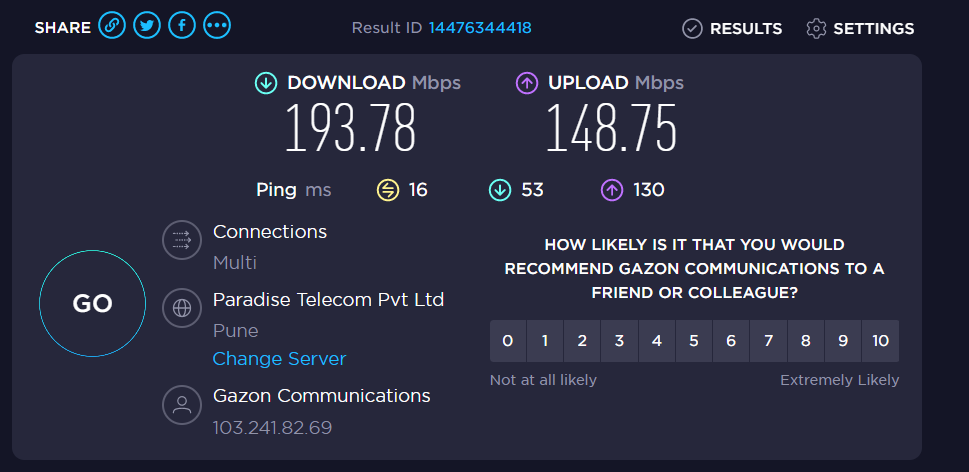 SHARE Result ID 14476344418 RESULTS SETTINGS
DOWNLOAD Mbps UPLOAD Mbps
193.78 148.75
Ping ms 16 53 130
Connections
Multi
Paradise Telecom Pvt Ltd
Pune
Change Server
Gazon Communications
103.241.82.69
GO
HOW LIKELY IS IT THAT YOU WOULD
RECOMMEND GAZON COMMUNICATIONS TO A
FRIEND OR COLLEAGUE?
0 1 2 3 4 5 6 7 8 9 10
Not at all likely Extremely Likely